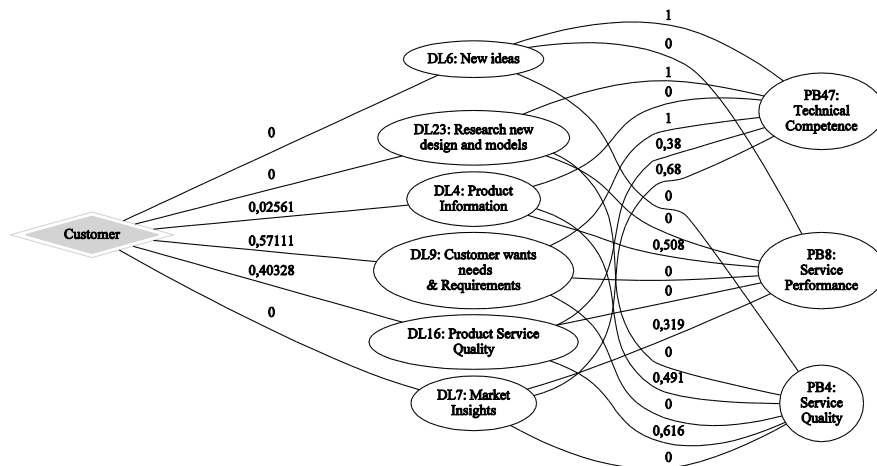 1
0
DL6: New ideas
1
0
PB47:
Technical
Competence
0
DL23: Research new
design and models
1
0,38
0
0,68
DL4: Product
Information
0
0,02561
0
Customer
0,57111
DL9: Customer wants
needs
& Requirements
0,508
0
PB8:
Service
Performance
0,40328
0
0
DL16: Product Service
Quality
0,319
0
0,491
DL7: Market
Insights
0
PB4:
Service
Quality
0,616
0